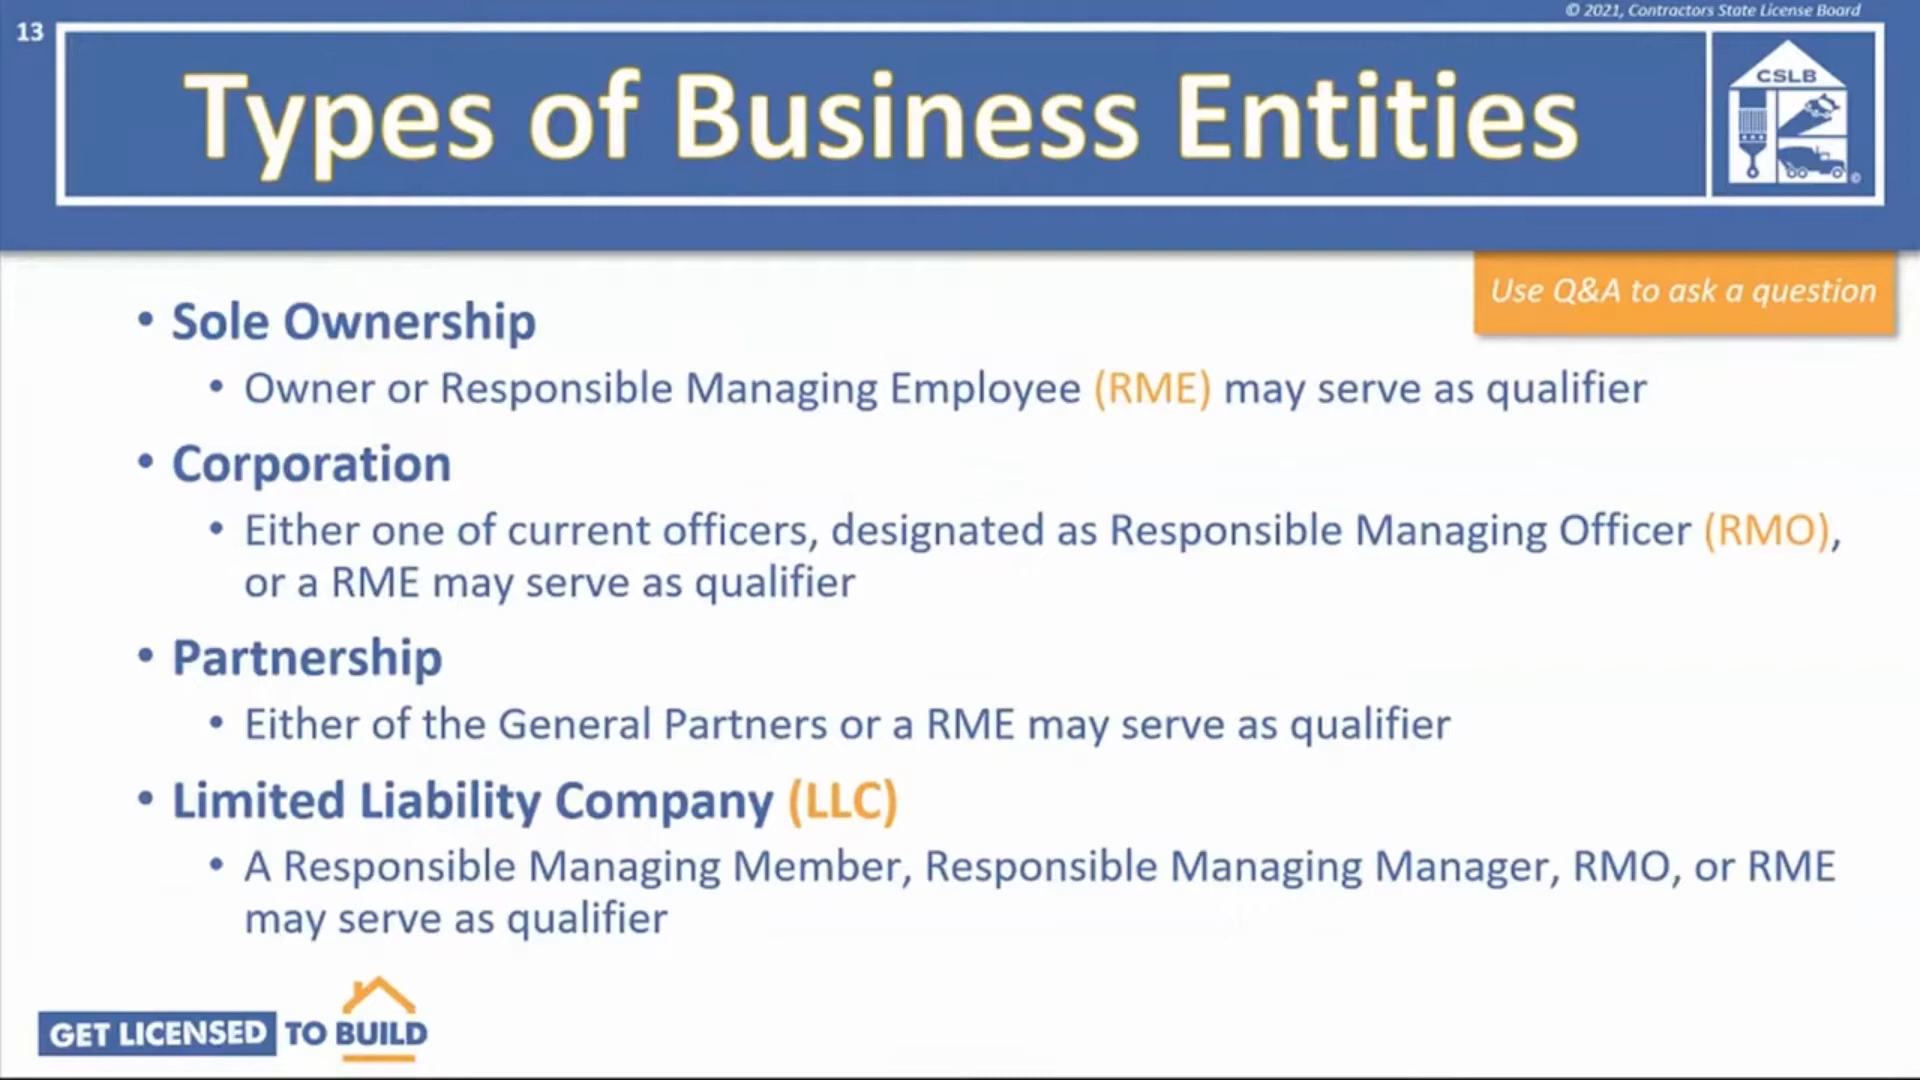 © 2021, Contractors State License Board
13
Types of Business Entities
CSLB
©
Use Q&A to ask a question
• Sole Ownership
• Owner or Responsible Managing Employee (RME) may serve as qualifier
• Corporation
• Either one of current officers, designated as Responsible Managing Officer (RMO),
or a RME may serve as qualifier
• Partnership
• Either of the General Partners or a RME may serve as qualifier
• Limited Liability Company (LLC)
• A Responsible Managing Member, Responsible Managing Manager, RMO, or RME
may serve as qualifier
GET LICENSED TO BUILD